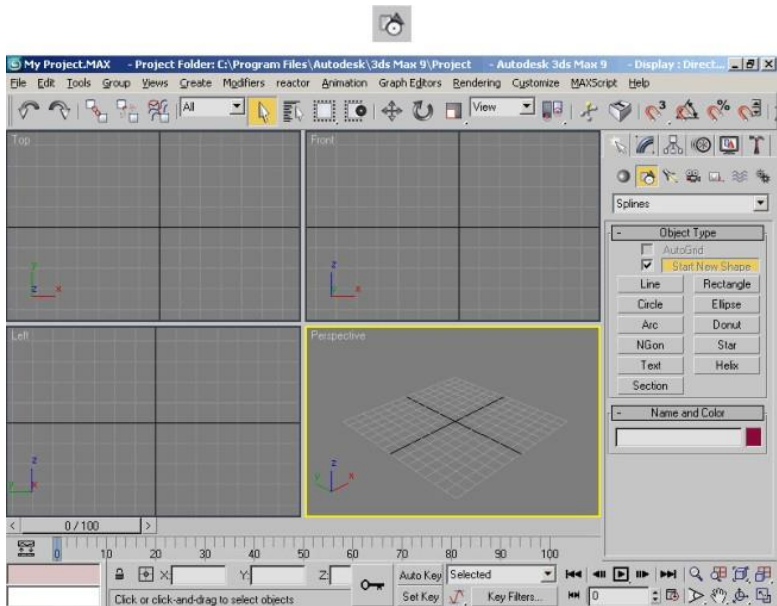 My Project.MAX - Project Folder: C:\Program Files\Autodesk\3ds Max 9\Project - Autodesk 3ds Max 9 - Display : Direct...
File Edit Tools Group Views Create Modifiers reactor Animation Graph Editors Rendering Customize MAXScript Help
All View 3 %
Top Front
Splines
- Object Type
AutoGrid
Start New Shape
y z
z x y x
Line Rectangle
Circle Ellipse
Left Perspective
Arc Donut
NGon Star
Text Helix
Section
- Name and Color
z z
y x y x
< 0 / 100 >
0 10 20 30 40 50 60 70 80 90 100
X: Y: Z: Auto Key Selected
Click or click-and-drag to select objects Set Key Key Filters... 0